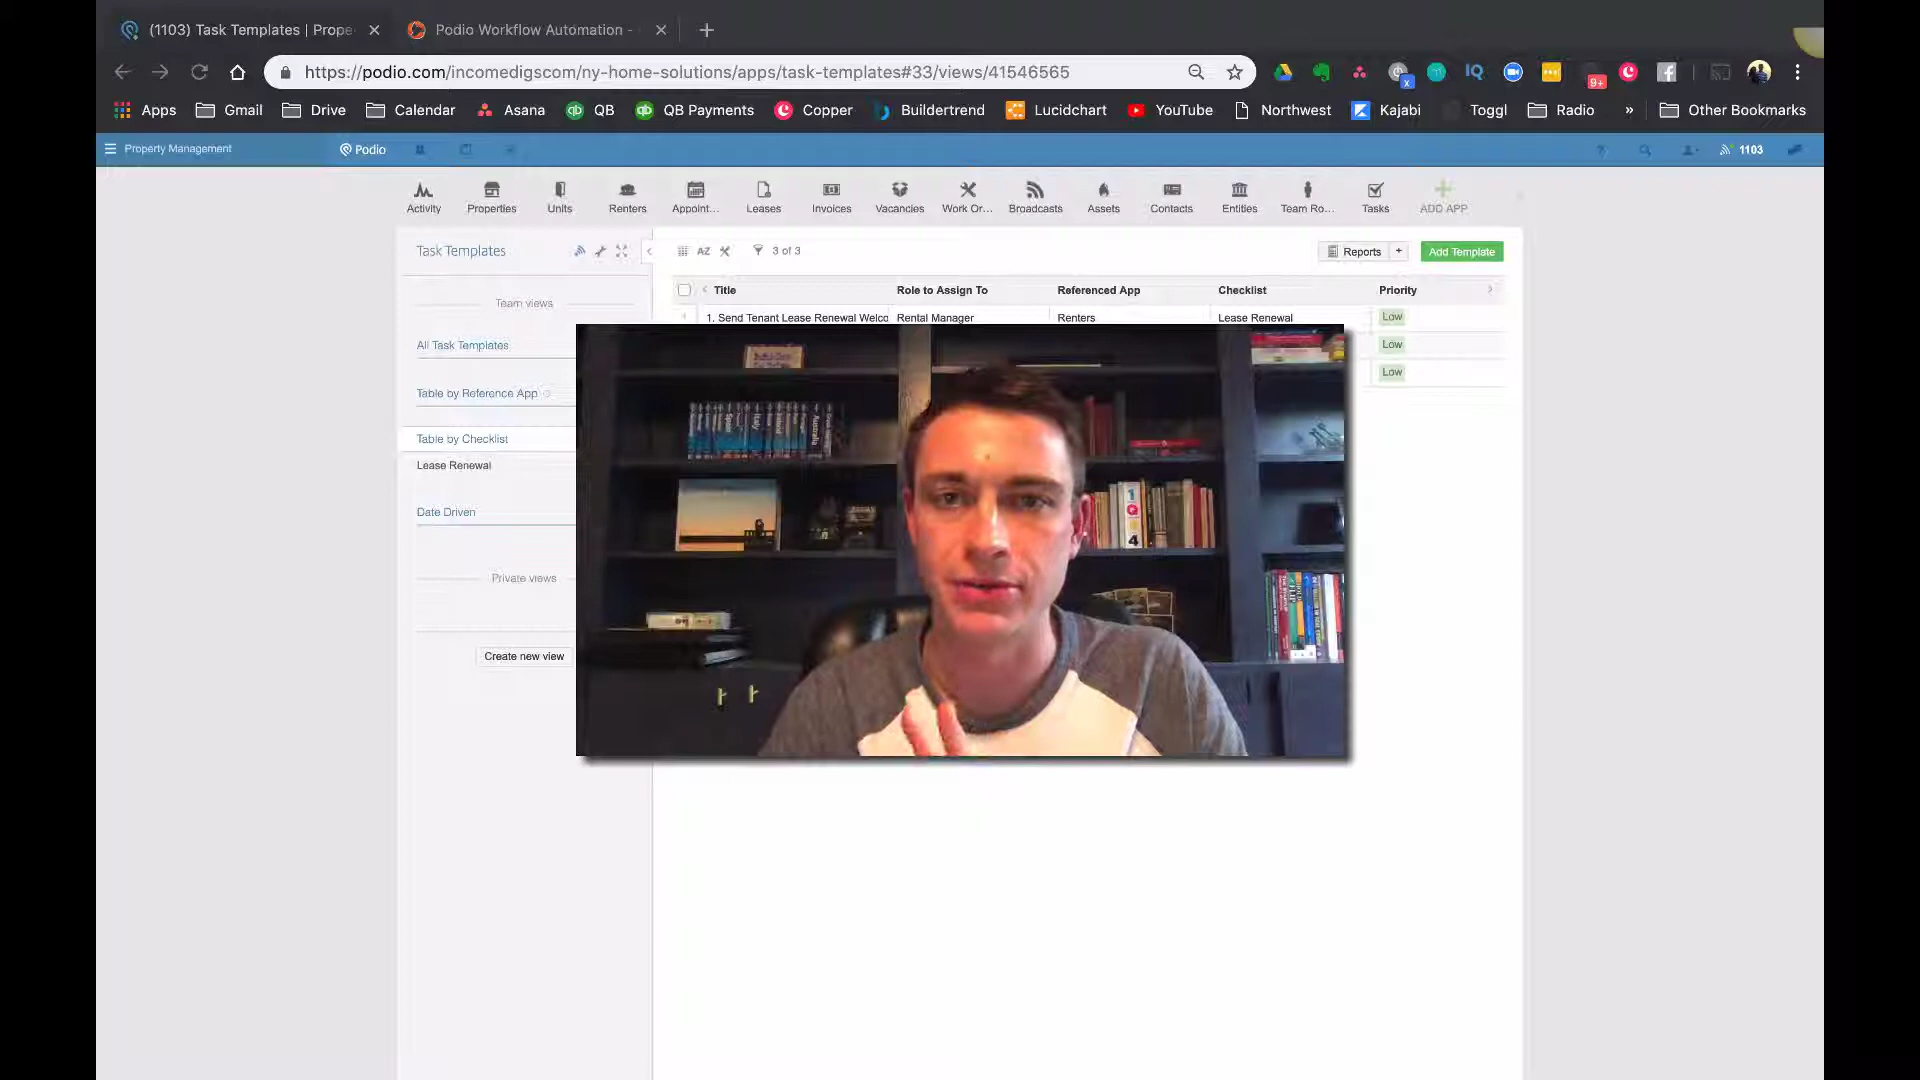 (1103) Task Templates | Prope
Podio Workflow Automation -
https://podio.com/incomedigscom/ny-home-solutions/apps/task-templates#33/views/41546565
9+
Apps Gmail Drive Calendar Asana QB QB Payments Copper Buildertrend Lucidchart YouTube Northwest Kajabi Toggl Radio » Other Bookmarks
Property Management Podio 1103
Activity Properties Units Renters Appoint... Leases Invoices Vacancies Work Or... Broadcasts Assets Contacts Entities Team Ro... Tasks ADD APP
Task Templates
AZ 3 of 3 Reports + Add Template
Team views
Title Role to Assign To Referenced App Checklist Priority
1. Send Tenant Lease Renewal Welco Rental Manager Renters Lease Renewal Low
Low
Low
All Task Templates
Table by Reference App
Table by Checklist
Lease Renewal
Date Driven
Private views
Create new view